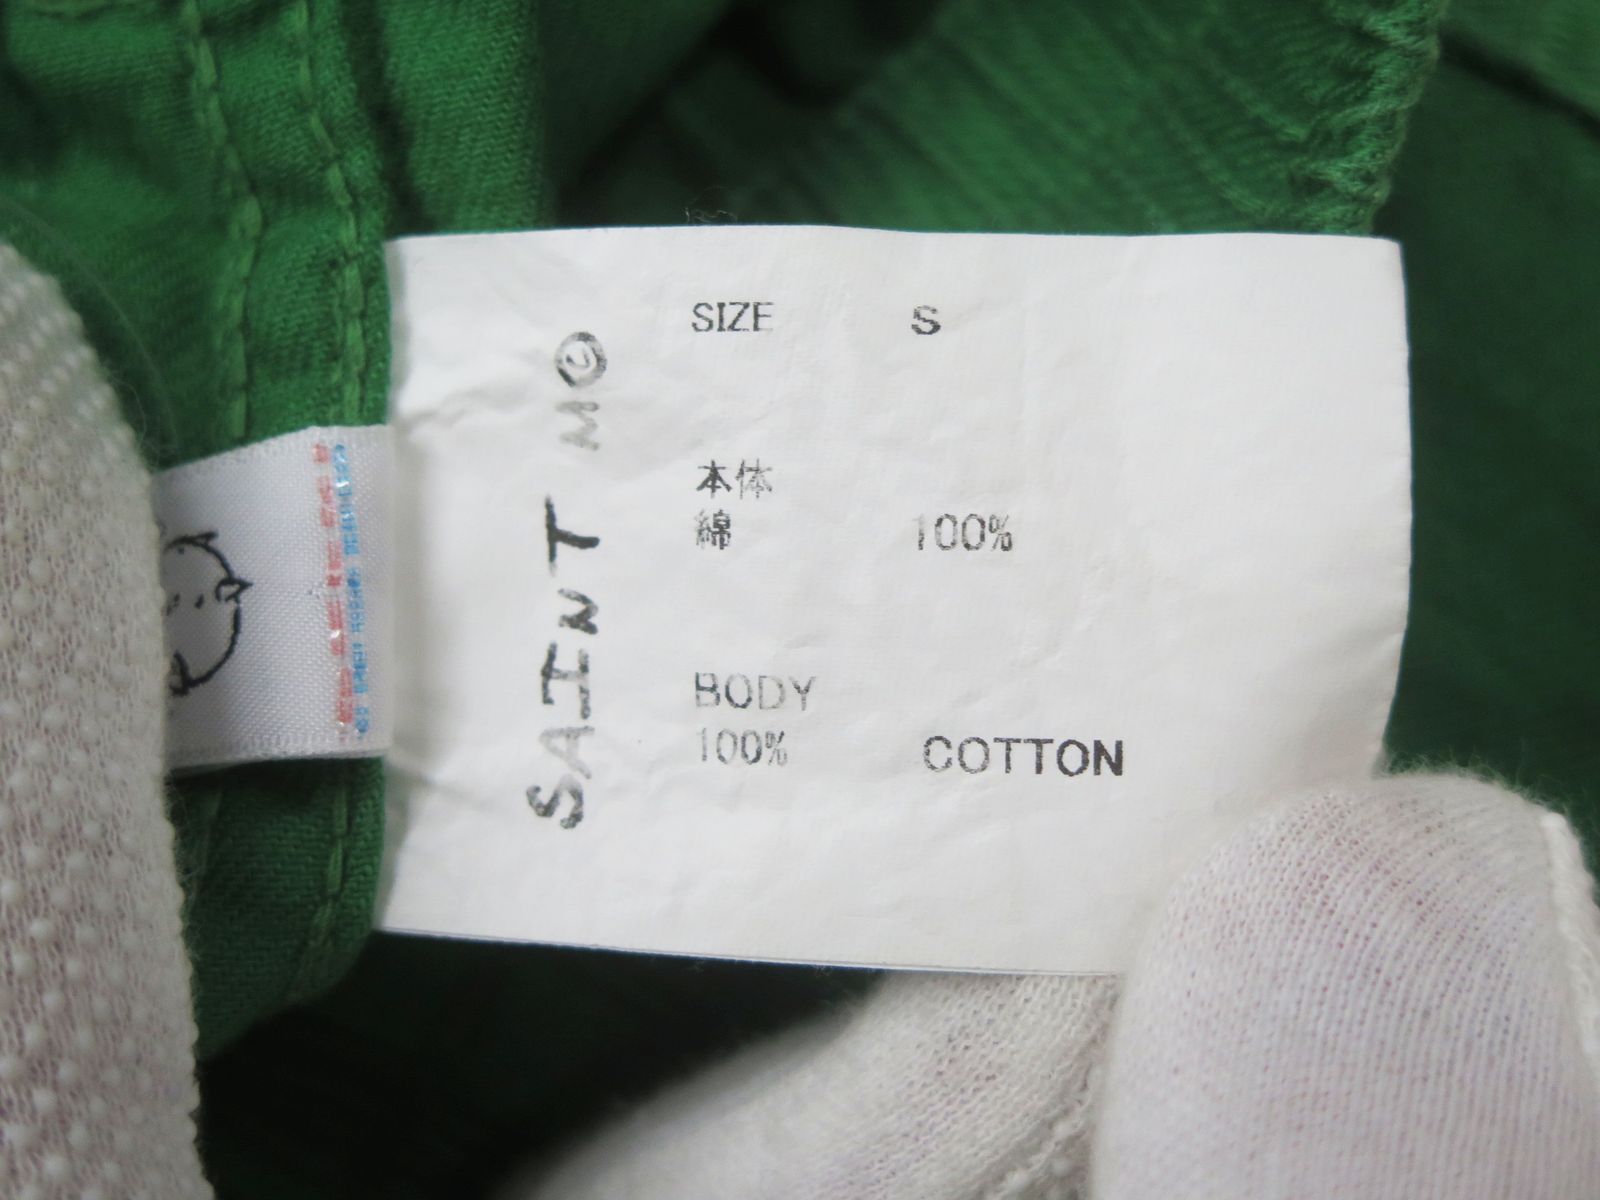 SAINT M©
SIZE S
本体
綿 100%
BODY
100% COTTON